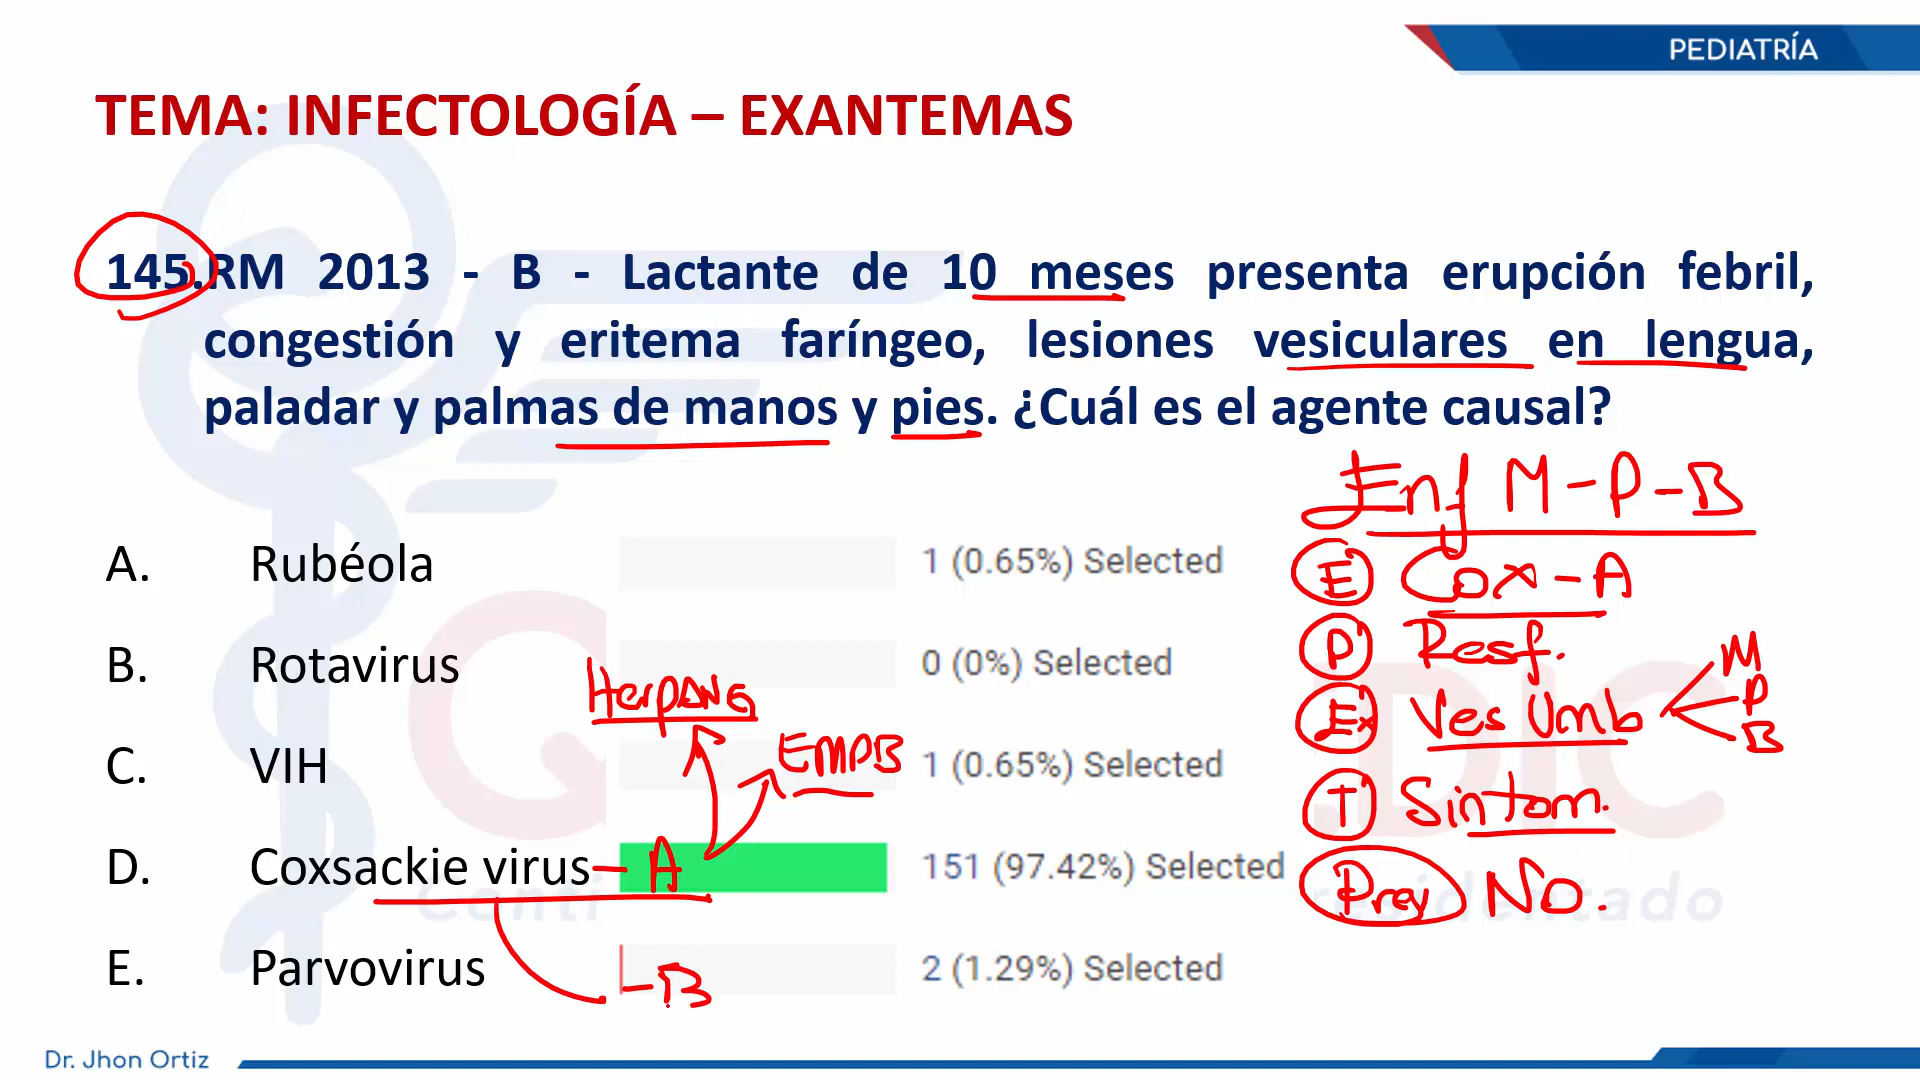 PEDIATRÍA
TEMA: INFECTOLOGÍA – EXANTEMAS
145.RM 2013 - B - Lactante de 10 meses presenta erupción febril,
congestión y eritema faríngeo, lesiones vesiculares en lengua,
paladar y palmas de manos y pies. ¿Cuál es el agente causal?
Enf M-P-B
A. Rubéola 1 (0.65%) Selected
E Cox-A
B. Rotavirus 0 (0%) Selected
P Resf.
Herpang
Ex Ves Umb M P B
C. VIH 1 (0.65%) Selected
EMPB
T Sintom.
D. Coxsackie virus - A 151 (97.42%) Selected
Prev No.
E. Parvovirus 2 (1.29%) Selected
-B
Dr. Jhon Ortiz